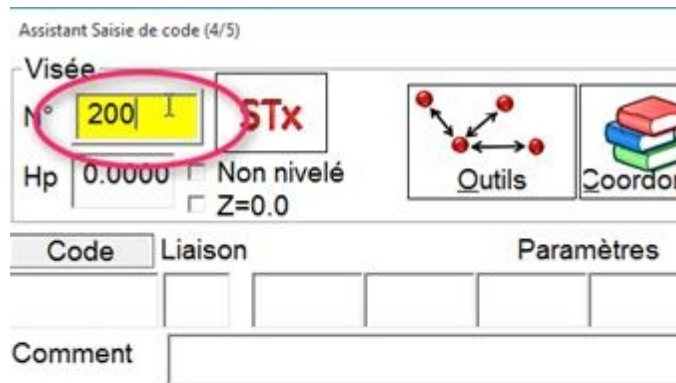 Assistant Saisie de code (4/5)
Visée
N° 200 STx
Hp 0.0000 Non nivelé
Z=0.0
Outils
Code Liaison Paramètres
Comment